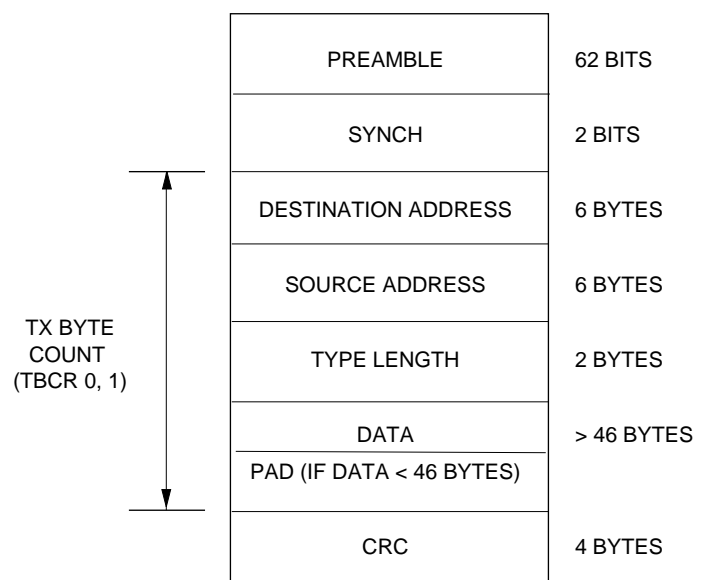 PREAMBLE 62 BITS
SYNCH 2 BITS
DESTINATION ADDRESS 6 BYTES
SOURCE ADDRESS 6 BYTES
TX BYTE
COUNT
(TBCR 0, 1)
TYPE LENGTH 2 BYTES
DATA > 46 BYTES
PAD (IF DATA < 46 BYTES)
CRC 4 BYTES